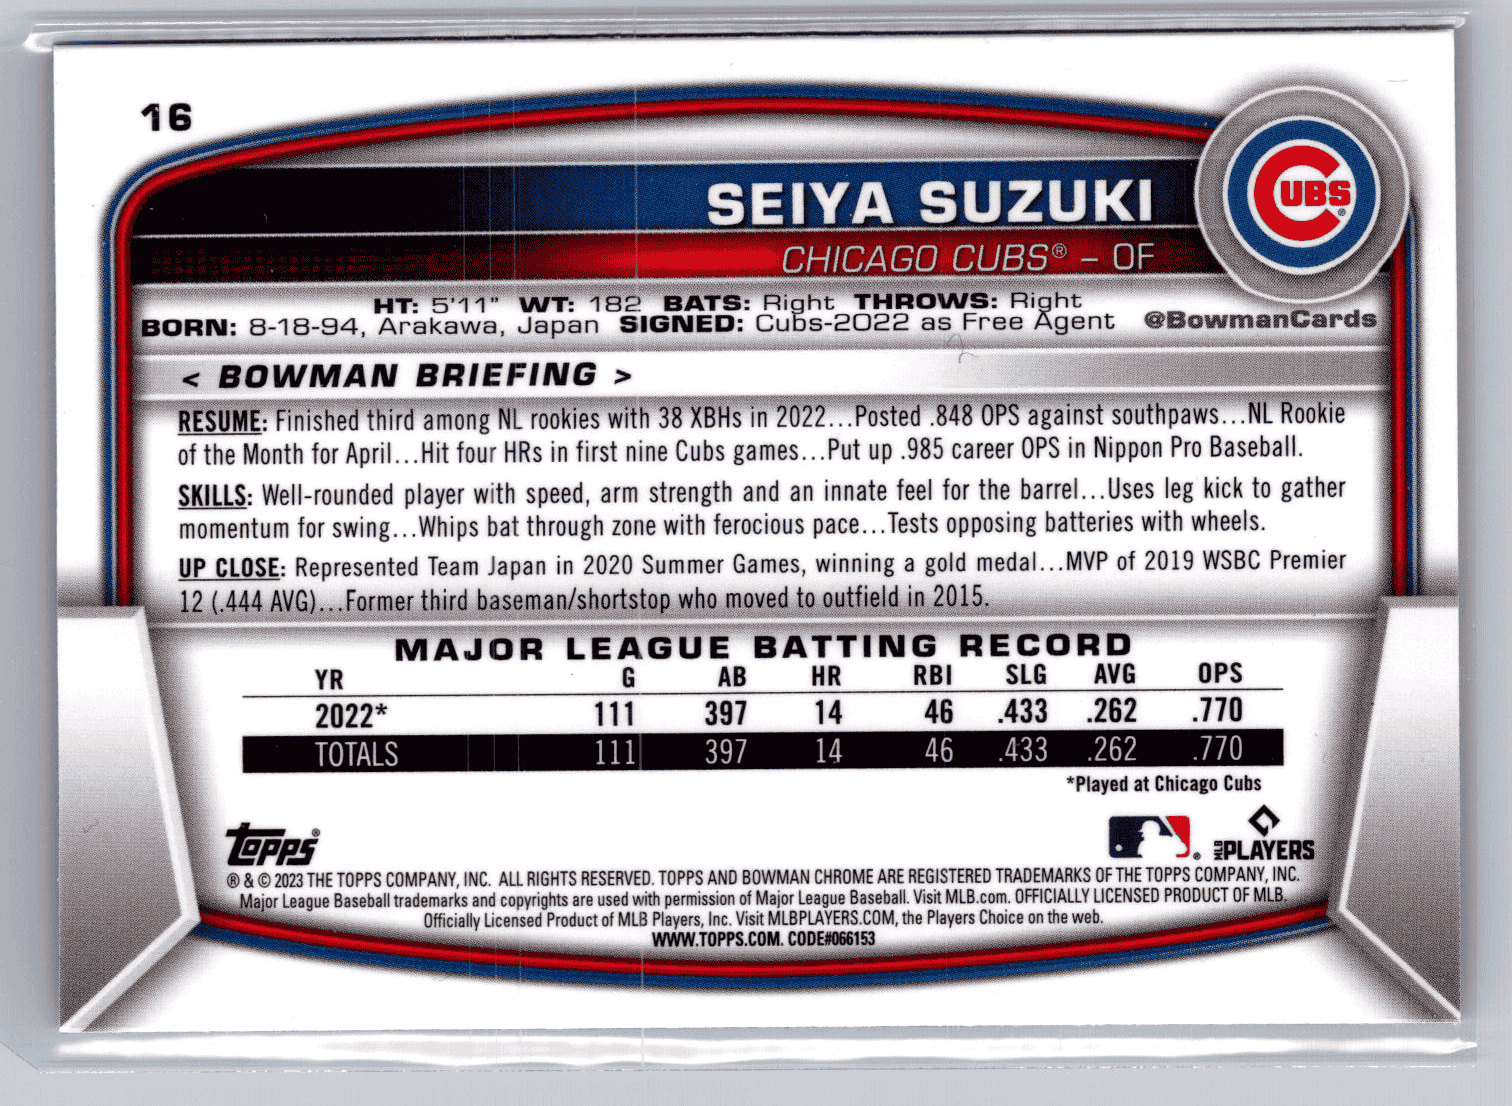 16
CUBS®
SEIYA SUZUKI
CHICAGO CUBS® – OF
HT: 5'11" WT: 182 BATS: Right THROWS: Right
BORN: 8-18-94, Arakawa, Japan SIGNED: Cubs-2022 as Free Agent @BowmanCards
< BOWMAN BRIEFING >
RESUME: Finished third among NL rookies with 38 XBHs in 2022...Posted .848 OPS against southpaws...NL Rookie
of the Month for April...Hit four HRs in first nine Cubs games...Put up .985 career OPS in Nippon Pro Baseball.
SKILLS: Well-rounded player with speed, arm strength and an innate feel for the barrel...Uses leg kick to gather
momentum for swing...Whips bat through zone with ferocious pace...Tests opposing batteries with wheels.
UP CLOSE: Represented Team Japan in 2020 Summer Games, winning a gold medal...MVP of 2019 WSBC Premier
12 (.444 AVG)...Former third baseman/shortstop who moved to outfield in 2015.
MAJOR LEAGUE BATTING RECORD
YR G AB HR RBI SLG AVG OPS
2022* 111 397 14 46 .433 .262 .770
TOTALS 111 397 14 46 .433 .262 .770
*Played at Chicago Cubs
Topps® ® MLB PLAYERS
® & © 2023 THE TOPPS COMPANY, INC. ALL RIGHTS RESERVED. TOPPS AND BOWMAN CHROME ARE REGISTERED TRADEMARKS OF THE TOPPS COMPANY, INC.
Major League Baseball trademarks and copyrights are used with permission of Major League Baseball. Visit MLB.com. OFFICIALLY LICENSED PRODUCT OF MLB.
Officially Licensed Product of MLB Players, Inc. Visit MLBPLAYERS.COM, the Players Choice on the web.
WWW.TOPPS.COM. CODE#066153